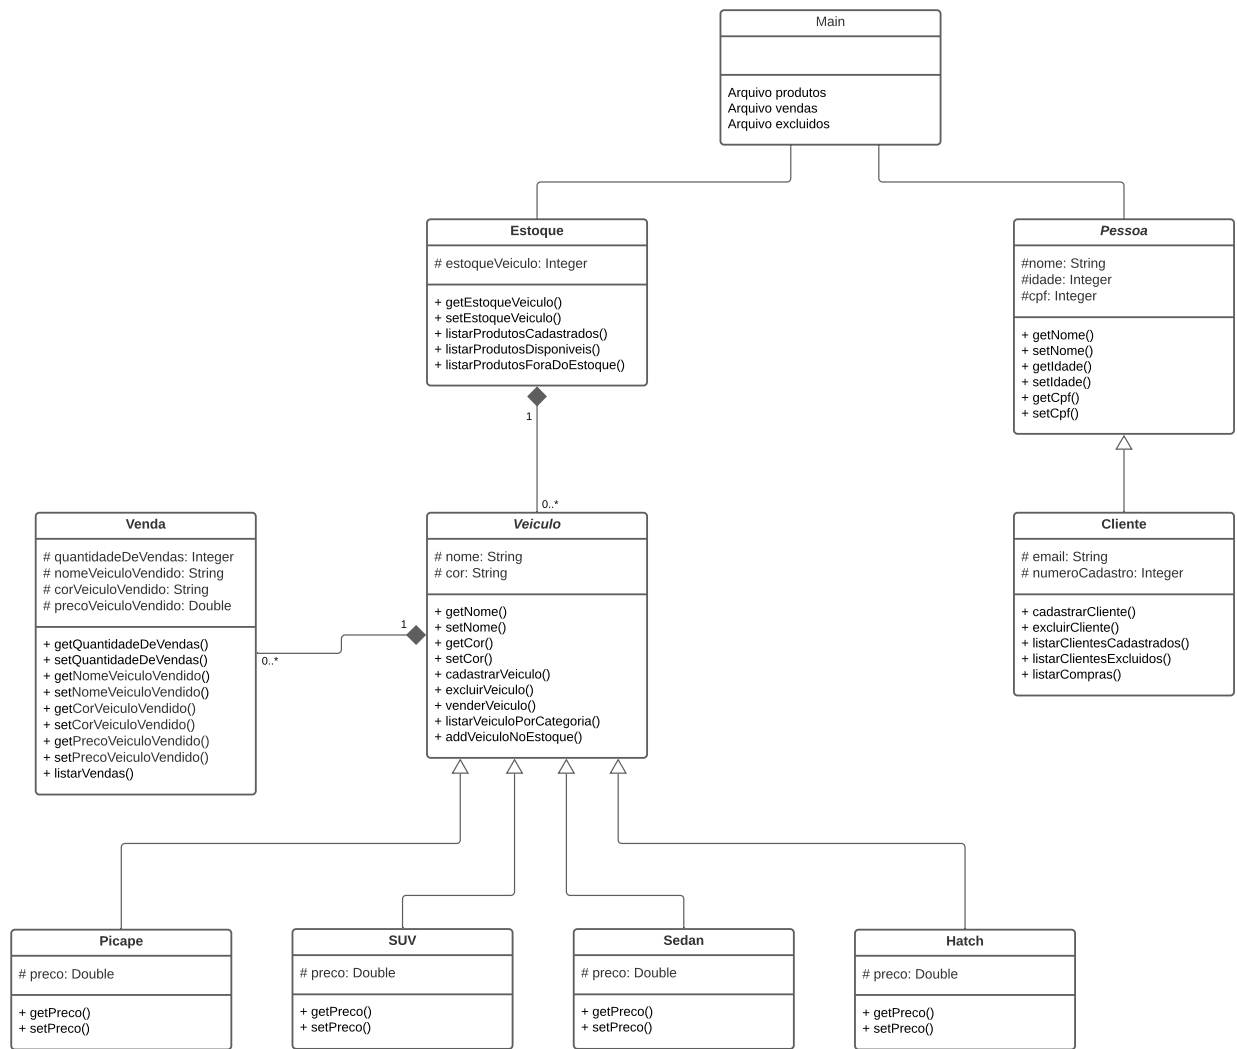 Main
Arquivo produtos
Arquivo vendas
Arquivo excluidos
Estoque
# estoqueVeiculo: Integer
+ getEstoqueVeiculo()
+ setEstoqueVeiculo()
+ listarProdutosCadastrados()
+ listarProdutosDisponiveis()
+ listarProdutosForaDoEstoque()
Pessoa
#nome: String
#idade: Integer
#cpf: Integer
+ getNome()
+ setNome()
+ getIdade()
+ setIdade()
+ getCpf()
+ setCpf()
1
0..*
Venda
# quantidadeDeVendas: Integer
# nomeVeiculoVendido: String
# corVeiculoVendido: String
# precoVeiculoVendido: Double
+ getQuantidadeDeVendas()
+ setQuantidadeDeVendas()
+ getNomeVeiculoVendido()
+ setNomeVeiculoVendido()
+ getCorVeiculoVendido()
+ setCorVeiculoVendido()
+ getPrecoVeiculoVendido()
+ setPrecoVeiculoVendido()
+ listarVendas()
1
0..*
Veiculo
# nome: String
# cor: String
+ getNome()
+ setNome()
+ getCor()
+ setCor()
+ cadastrarVeiculo()
+ excluirVeiculo()
+ venderVeiculo()
+ listarVeiculoPorCategoria()
+ addVeiculoNoEstoque()
Cliente
# email: String
# numeroCadastro: Integer
+ cadastrarCliente()
+ excluirCliente()
+ listarClientesCadastrados()
+ listarClientesExcluidos()
+ listarCompras()
Picape
# preco: Double
+ getPreco()
+ setPreco()
SUV
# preco: Double
+ getPreco()
+ setPreco()
Sedan
# preco: Double
+ getPreco()
+ setPreco()
Hatch
# preco: Double
+ getPreco()
+ setPreco()